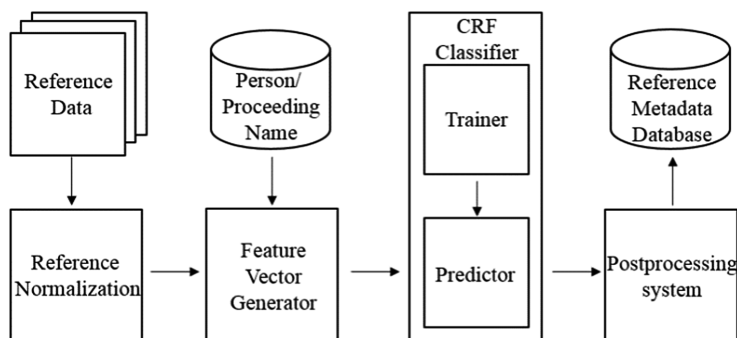 Reference
Data
Person/
Proceeding
Name
CRF
Classifier
Trainer
Reference
Metadata
Database
Reference
Normalization
Feature
Vector
Generator
Predictor
Postprocessing
system